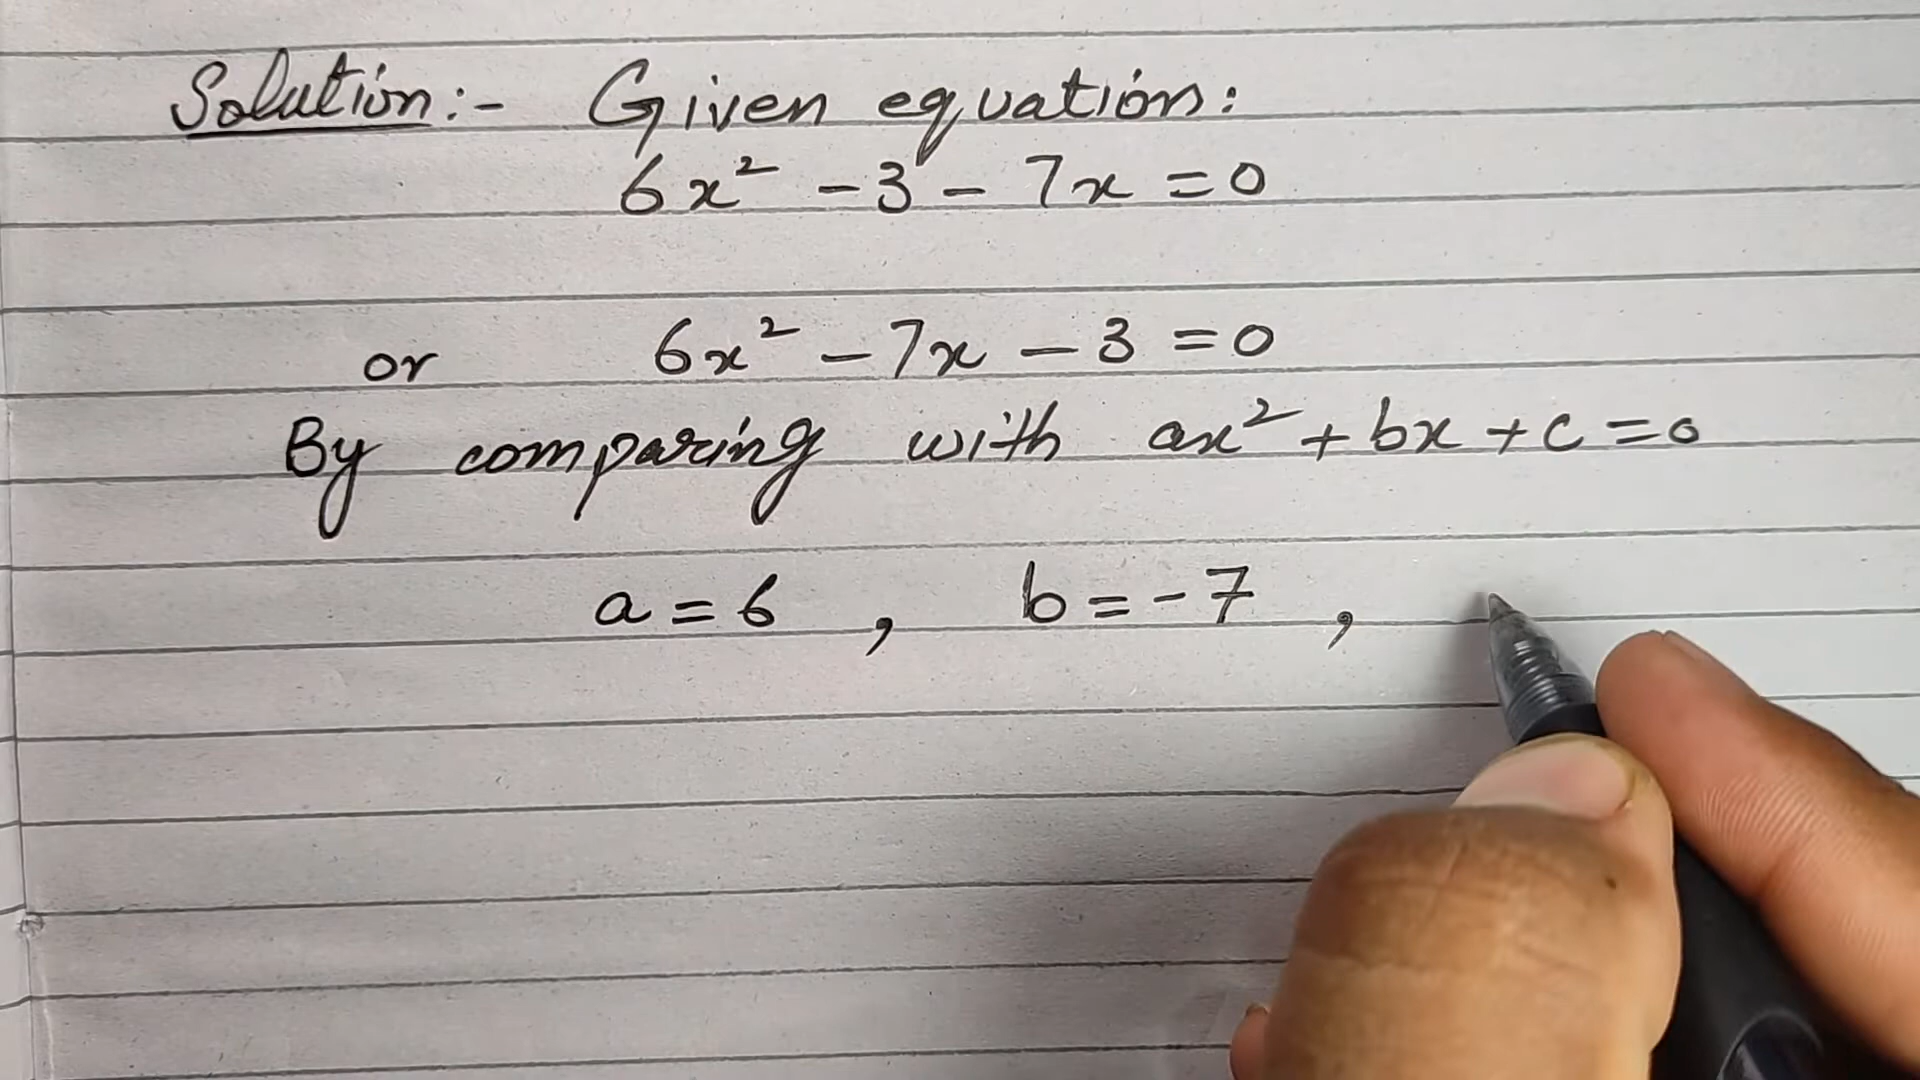 Solution:- Given equation:
6x² - 3 - 7x = 0
or 6x² - 7x - 3 = 0
By comparing with ax² + bx + c = 0
a = 6 , b = -7 ,